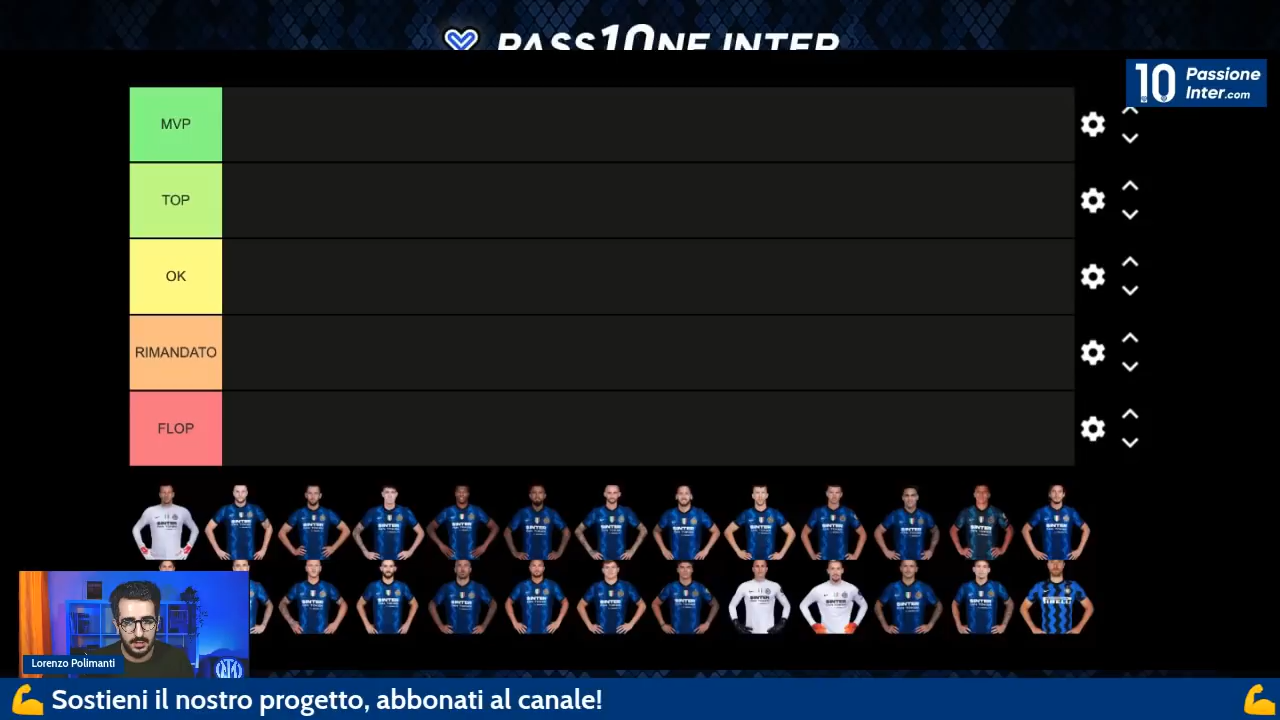 PASS10NE INTER
10 Passione
Inter.com
MVP
TOP
OK
RIMANDATO
FLOP
Lorenzo Polimanti
Sostieni il nostro progetto, abbonati al canale!